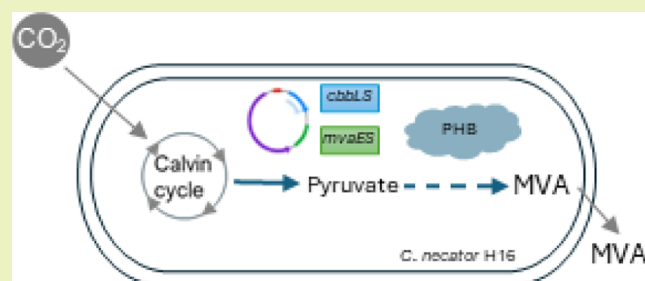 CO₂
cbbLS
mvaES
PHB
Calvin
cycle
Pyruvate
MVA
C. necator H16
MVA